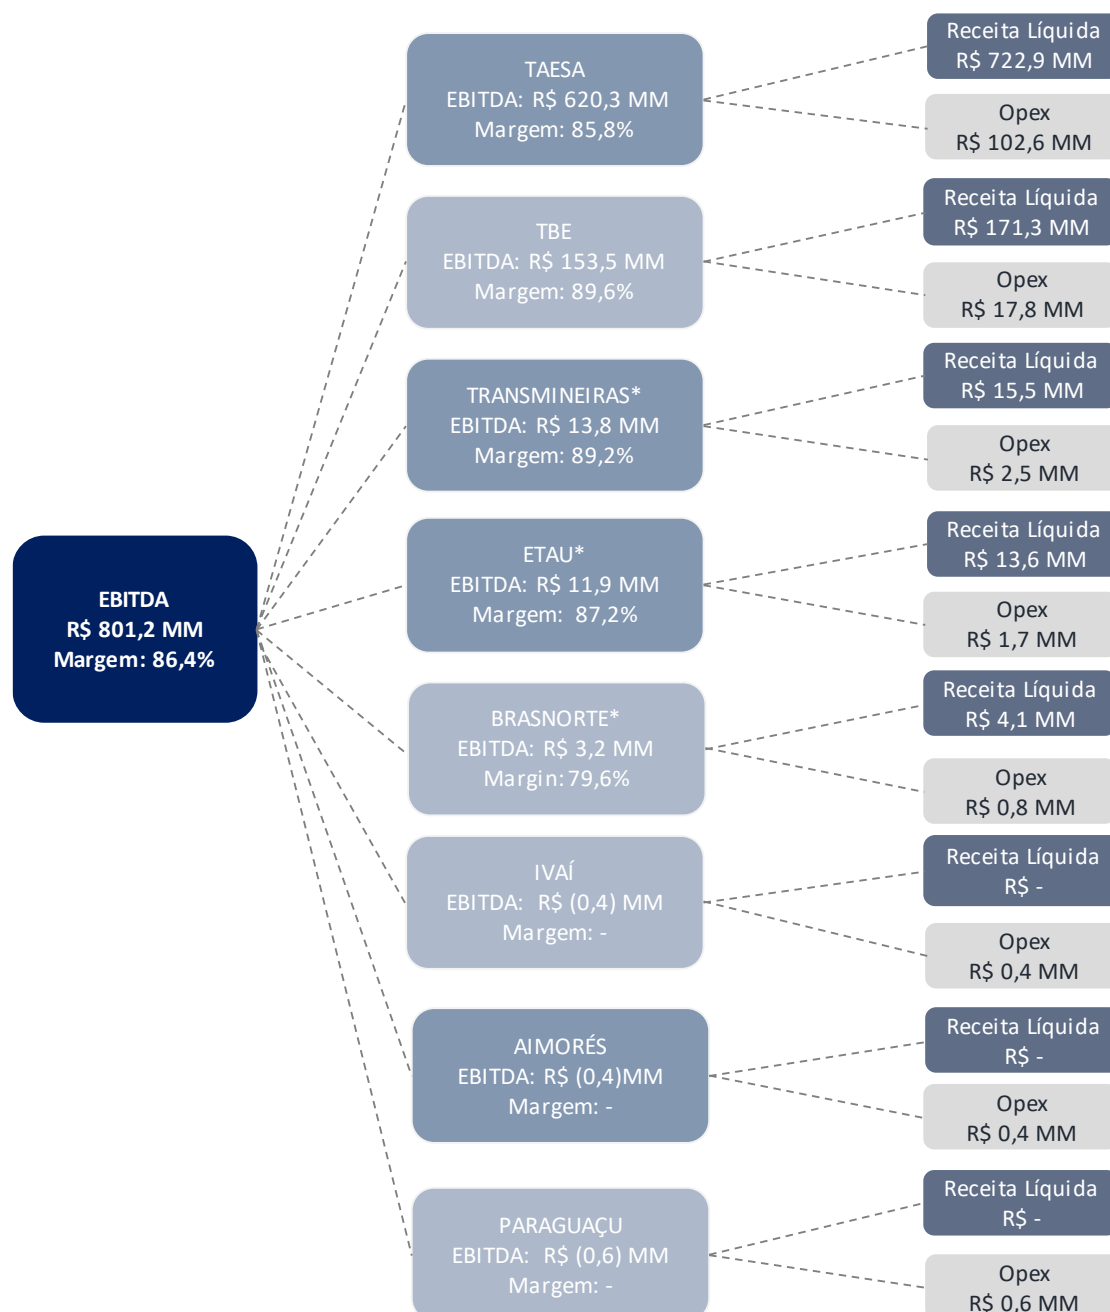 EBITDA
R$ 801,2 MM
Margem: 86,4%
TAESA
EBITDA: R$ 620,3 MM
Margem: 85,8%
Receita Líquida
R$ 722,9 MM
Opex
R$ 102,6 MM
TBE
EBITDA: R$ 153,5 MM
Margem: 89,6%
Receita Líquida
R$ 171,3 MM
Opex
R$ 17,8 MM
TRANSMINEIRAS*
EBITDA: R$ 13,8 MM
Margem: 89,2%
Receita Líquida
R$ 15,5 MM
Opex
R$ 2,5 MM
ETAU*
EBITDA: R$ 11,9 MM
Margem: 87,2%
Receita Líquida
R$ 13,6 MM
Opex
R$ 1,7 MM
BRASNORTE*
EBITDA: R$ 3,2 MM
Margin: 79,6%
Receita Líquida
R$ 4,1 MM
Opex
R$ 0,8 MM
IVAÍ
EBITDA: R$ (0,4) MM
Margem: -
Receita Líquida
R$ -
Opex
R$ 0,4 MM
AIMORÉS
EBITDA: R$ (0,4)MM
Margem: -
Receita Líquida
R$ -
Opex
R$ 0,4 MM
PARAGUAÇU
EBITDA: R$ (0,6) MM
Margem: -
Receita Líquida
R$ -
Opex
R$ 0,6 MM